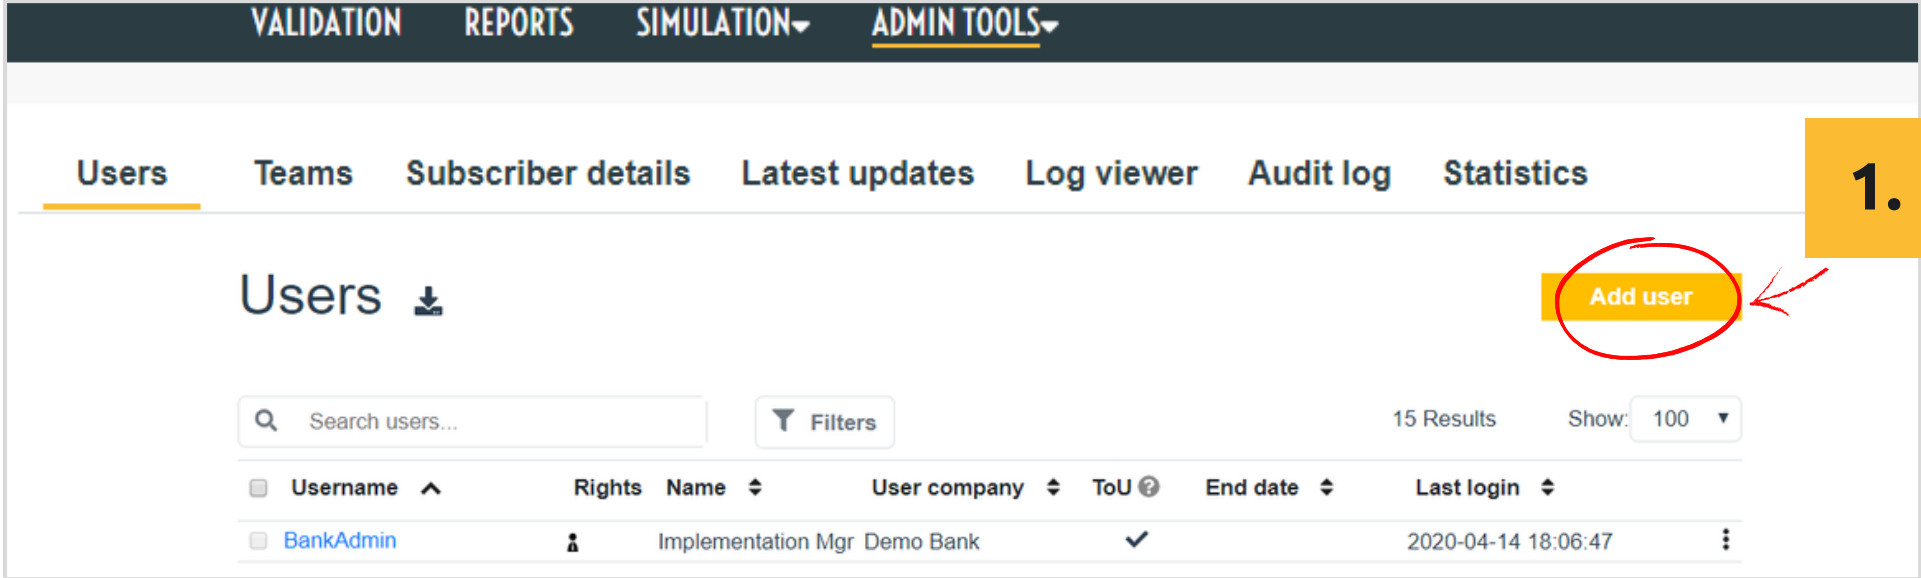 VALIDATION REPORTS SIMULATION ADMIN TOOLS
Users Teams Subscriber details Latest updates Log viewer Audit log Statistics
1.
Users
Add user
Search users... Filters 15 Results Show: 100
Username Rights Name User company ToU ? End date Last login
BankAdmin Implementation Mgr Demo Bank 2020-04-14 18:06:47